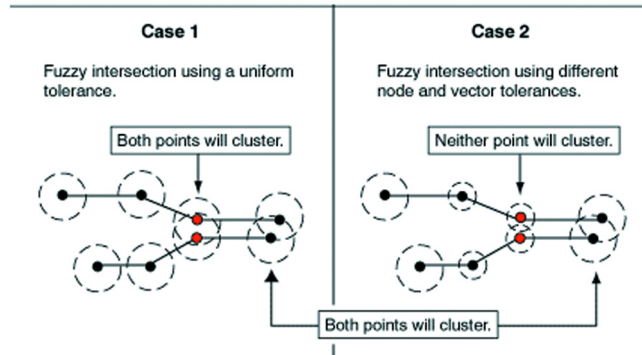 Case 1
Fuzzy intersection using a uniform
tolerance.
Both points will cluster.
Case 2
Fuzzy intersection using different
node and vector tolerances.
Neither point will cluster.
Both points will cluster.